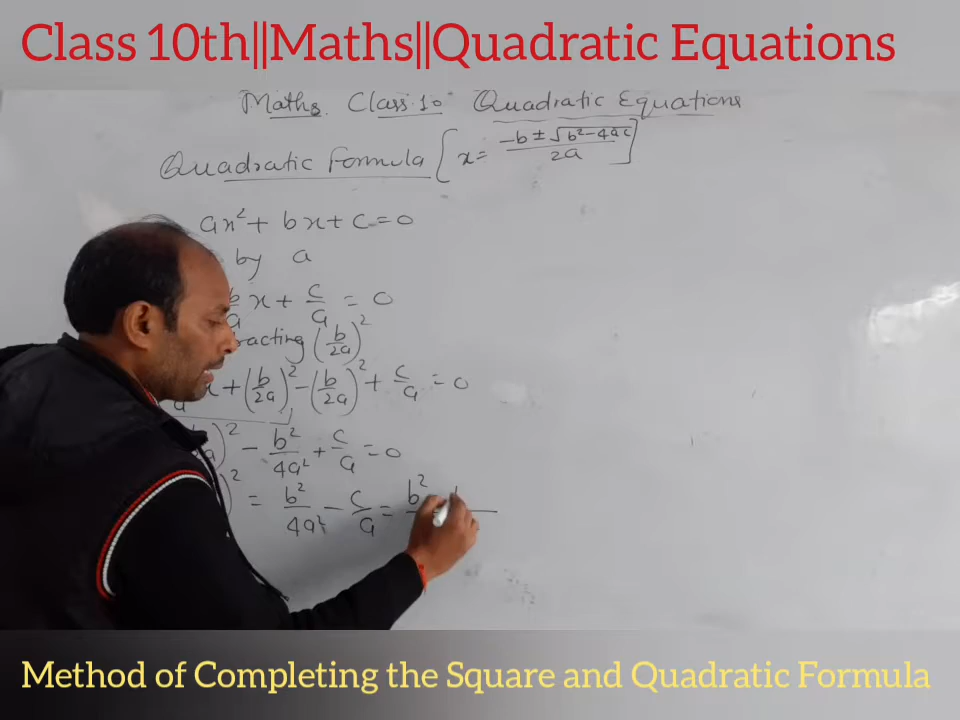 Class 10th||Maths||Quadratic Equations
Maths Class 10 Quadratic Equations
Quadratic Formula [x = -b ± √b²-4ac / 2a]
ax² + bx + c = 0
by a
b/a x + c/a = 0
acting (b/2a)²
x + (b/2a)² - (b/2a)² + c/a = 0
)² - b²/4a² + c/a = 0
)² = b²/4a² - c/a = b²
Method of Completing the Square and Quadratic Formula